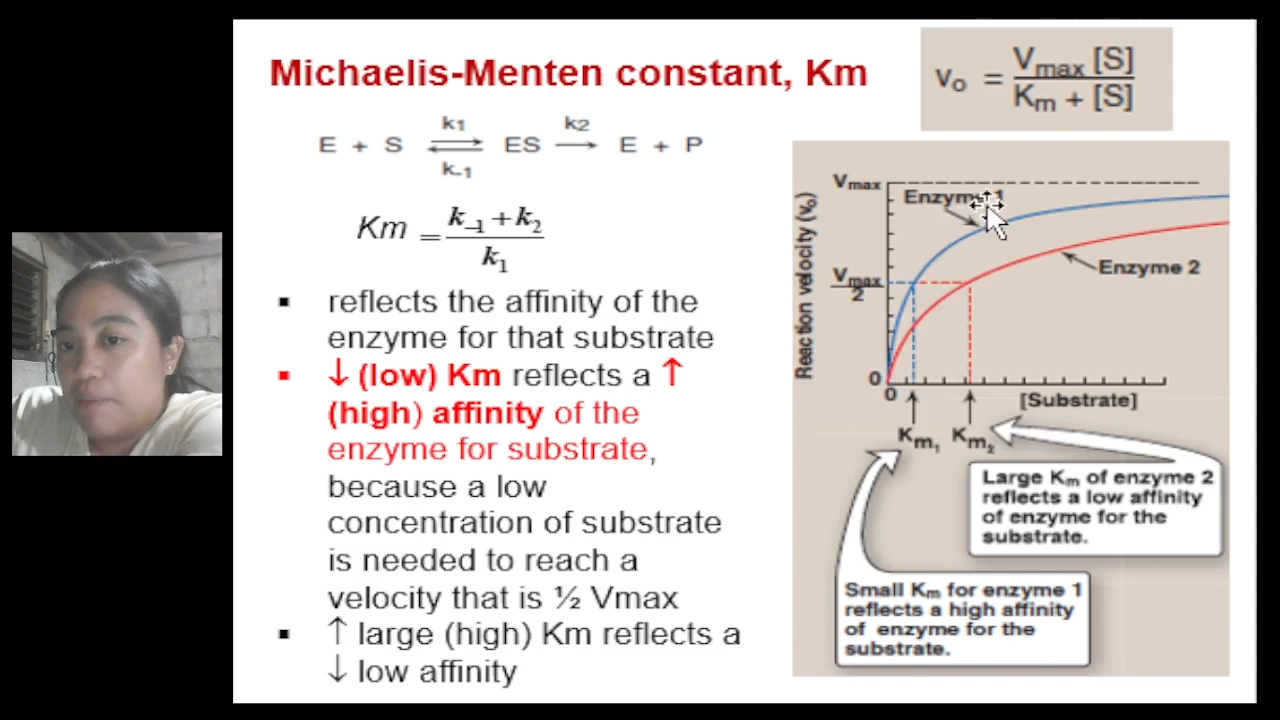 Michaelis-Menten constant, Km
v₀ = Vmax [S] / Km + [S]
k₁ k₂
E + S ⇌ ES → E + P
k₋₁
Km = k₋₁ + k₂ / k₁
▪ reflects the affinity of the
enzyme for that substrate
▪ ↓ (low) Km reflects a ↑
(high) affinity of the
enzyme for substrate,
because a low
concentration of substrate
is needed to reach a
velocity that is ½ Vmax
▪ ↑ large (high) Km reflects a
↓ low affinity
Reaction velocity (v₀)
Vmax
Enzyme 1
Vmax
2
Enzyme 2
0
0
[Substrate]
Km₁ Km₂
Large Km of enzyme 2
reflects a low affinity
of enzyme for the
substrate.
Small Km for enzyme 1
reflects a high affinity
of enzyme for the
substrate.